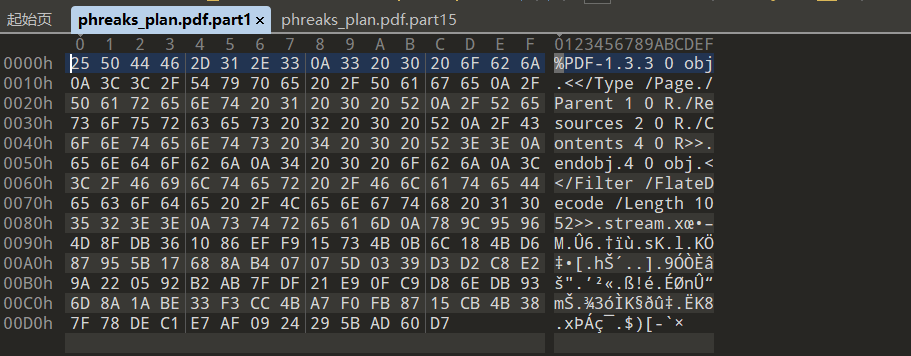 起始页 phreaks_plan.pdf.part1 × phreaks_plan.pdf.part15
0 1 2 3 4 5 6 7 8 9 A B C D E F 0123456789ABCDEF
0000h 25 50 44 46 2D 31 2E 33 0A 33 20 30 20 6F 62 6A %PDF-1.3.3 0 obj
0010h 0A 3C 3C 2F 54 79 70 65 20 2F 50 61 67 65 0A 2F .<</Type /Page./
0020h 50 61 72 65 6E 74 20 31 20 30 20 52 0A 2F 52 65 Parent 1 0 R./Re
0030h 73 6F 75 72 63 65 73 20 32 20 30 20 52 0A 2F 43 sources 2 0 R./C
0040h 6F 6E 74 65 6E 74 73 20 34 20 30 20 52 3E 3E 0A ontents 4 0 R>>.
0050h 65 6E 64 6F 62 6A 0A 34 20 30 20 6F 62 6A 0A 3C endobj.4 0 obj.<
0060h 3C 2F 46 69 6C 74 65 72 20 2F 46 6C 61 74 65 44 </Filter /FlateD
0070h 65 63 6F 64 65 20 2F 4C 65 6E 67 74 68 20 31 30 ecode /Length 10
0080h 35 32 3E 3E 0A 73 74 72 65 61 6D 0A 78 9C 95 96 52>>.stream.xœ•–
0090h 4D 8F DB 36 10 86 EF F9 15 73 4B 0B 6C 18 4B D6 M.Û6.†ïù.sK.l.KÖ
00A0h 87 95 5B 17 68 8A B4 07 07 5D 03 39 D3 D2 C8 E2 ‡•[.hŠ´..].9ÓÒÈâ
00B0h 9A 22 05 92 B2 AB 7F DF 21 E9 0F C9 D8 6E DB 93 š".’²«.ß!é.ÉØnÛ“
00C0h 6D 8A 1A BE 33 F3 CC 4B A7 F0 FB 87 15 CB 4B 38 mŠ.¾3óÌK§ðû‡.ËK8
00D0h 7F 78 DE C1 E7 AF 09 24 29 5B AD 60 D7 .xÞÁç¯.$)[-`×